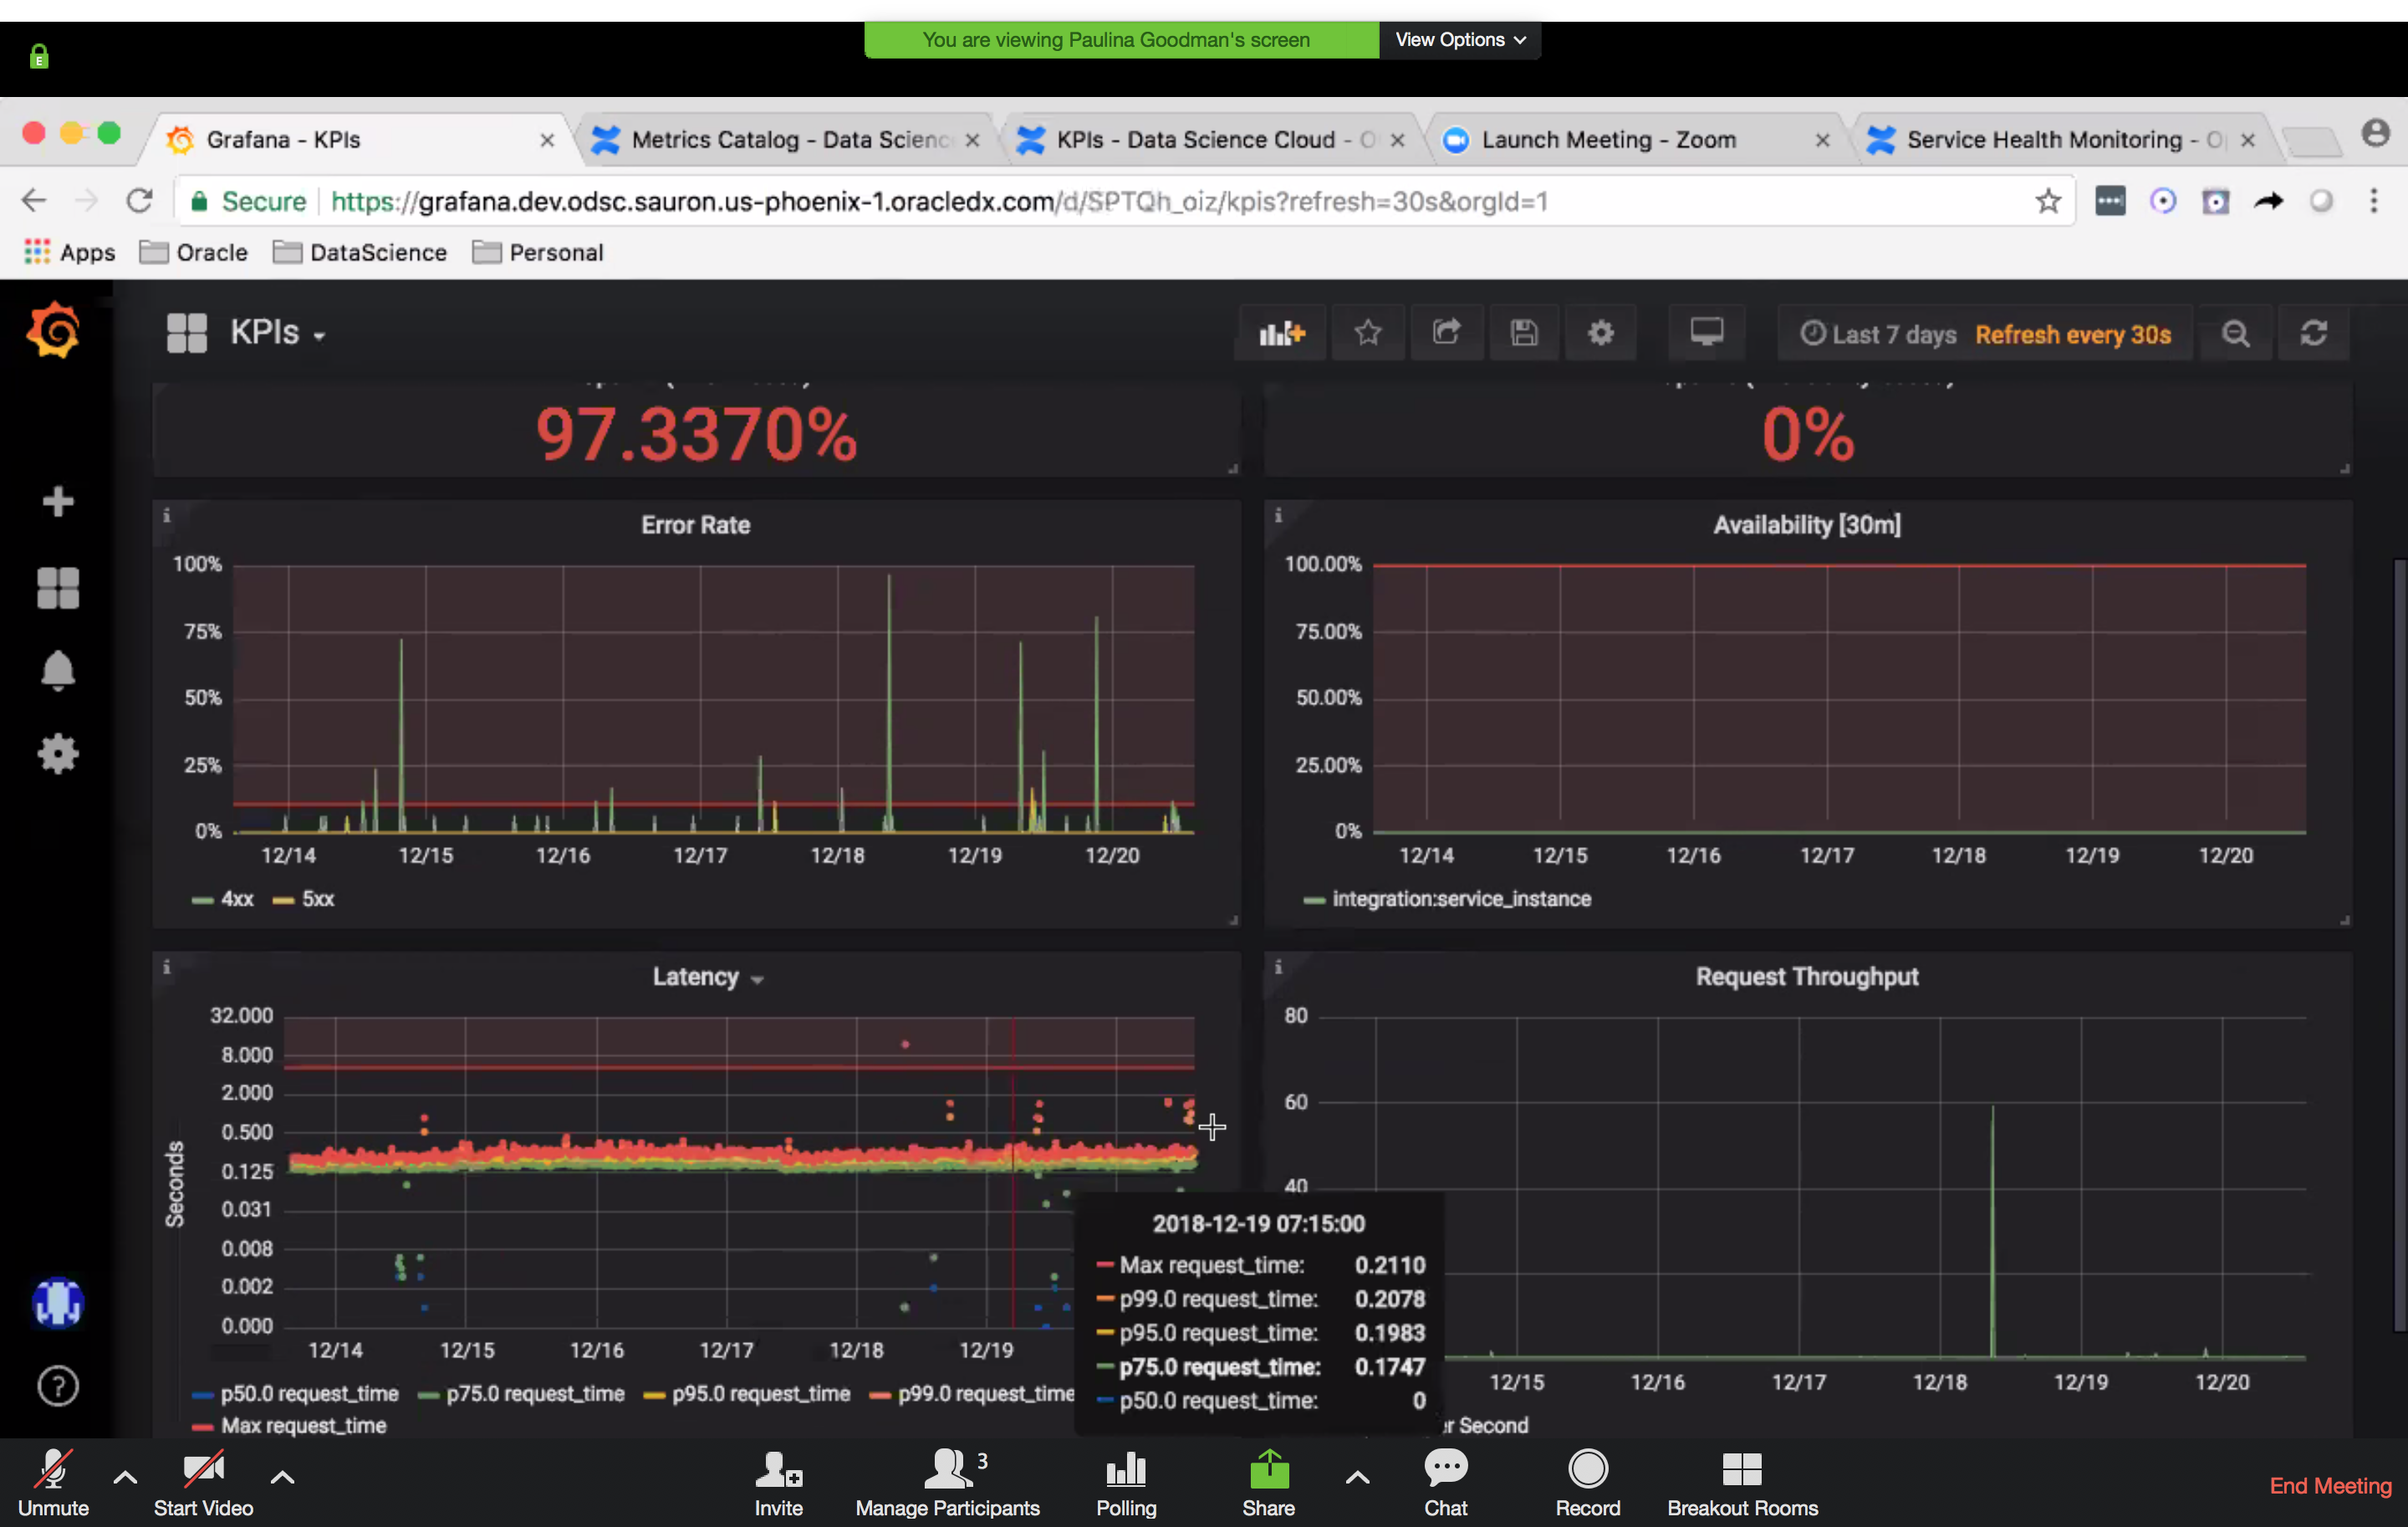 You are viewing Paulina Goodman's screen View Options
Grafana - KPIs
Metrics Catalog - Data Scienc
KPIs - Data Science Cloud - O
Launch Meeting - Zoom
Service Health Monitoring - O
Secure https://grafana.dev.odsc.sauron.us-phoenix-1.oracledx.com/d/SPTQh_oiz/kpis?refresh=30s&orgId=1
Apps Oracle DataScience Personal
KPIs
Last 7 days Refresh every 30s
97.3370%
0%
Error Rate
100%
75%
50%
25%
0%
12/14 12/15 12/16 12/17 12/18 12/19 12/20
4xx 5xx
Availability [30m]
100.00%
75.00%
50.00%
25.00%
0%
12/14 12/15 12/16 12/17 12/18 12/19 12/20
integration:service_instance
Latency
Seconds
32.000
8.000
2.000
0.500
0.125
0.031
0.008
0.002
0.000
12/14 12/15 12/16 12/17 12/18 12/19
p50.0 request_time p75.0 request_time p95.0 request_time p99.0 request_time
Max request_time
2018-12-19 07:15:00
Max request_time: 0.2110
p99.0 request_time: 0.2078
p95.0 request_time: 0.1983
p75.0 request_time: 0.1747
p50.0 request_time: 0
Request Throughput
80
60
40
12/15 12/16 12/17 12/18 12/19 12/20
er Second
Unmute
Start Video
Invite
3
Manage Participants
Polling
Share
Chat
Record
Breakout Rooms
End Meeting